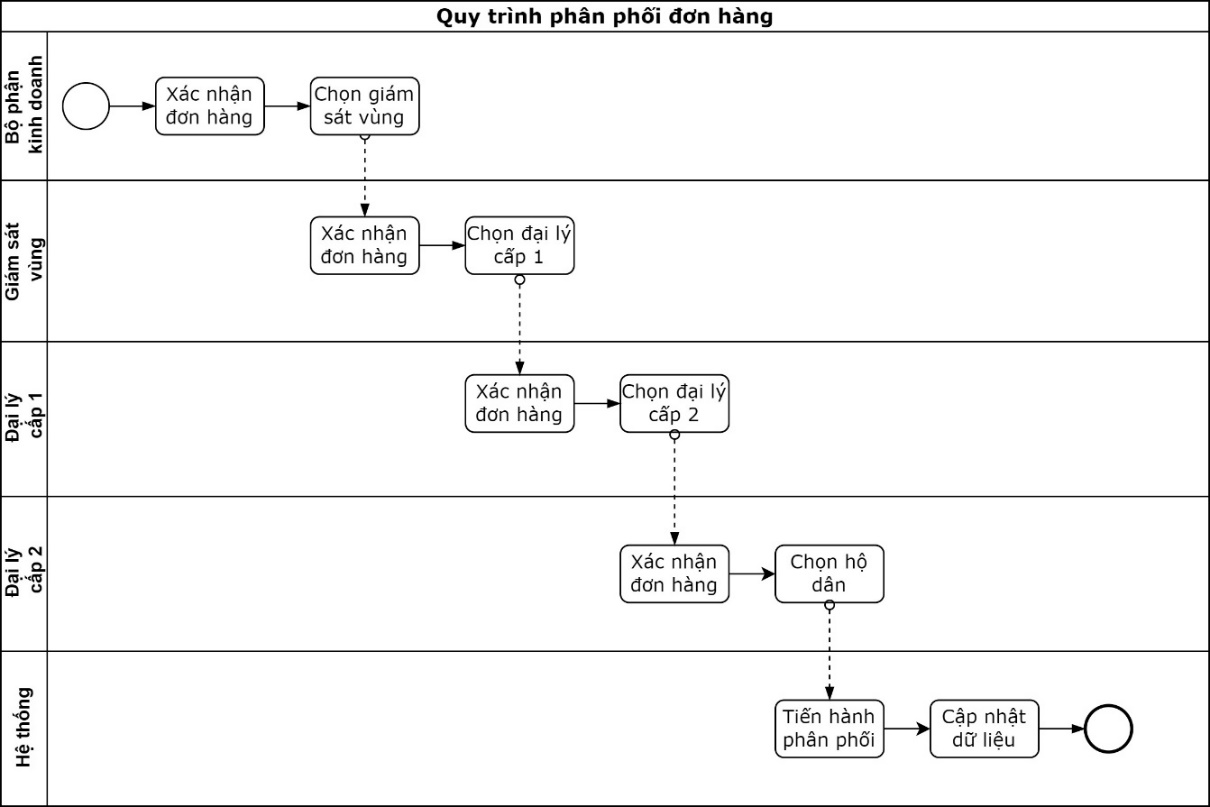 Quy trình phân phối đơn hàng
Bộ phận
kinh doanh
Xác nhận
đơn hàng
Chọn giám
sát vùng
Giám sát
vùng
Xác nhận
đơn hàng
Chọn đại lý
cấp 1
Đại lý
cấp 1
Xác nhận
đơn hàng
Chọn đại lý
cấp 2
Đại lý
cấp 2
Xác nhận
đơn hàng
Chọn hộ
dân
Hệ thống
Tiến hành
phân phối
Cập nhật
dữ liệu